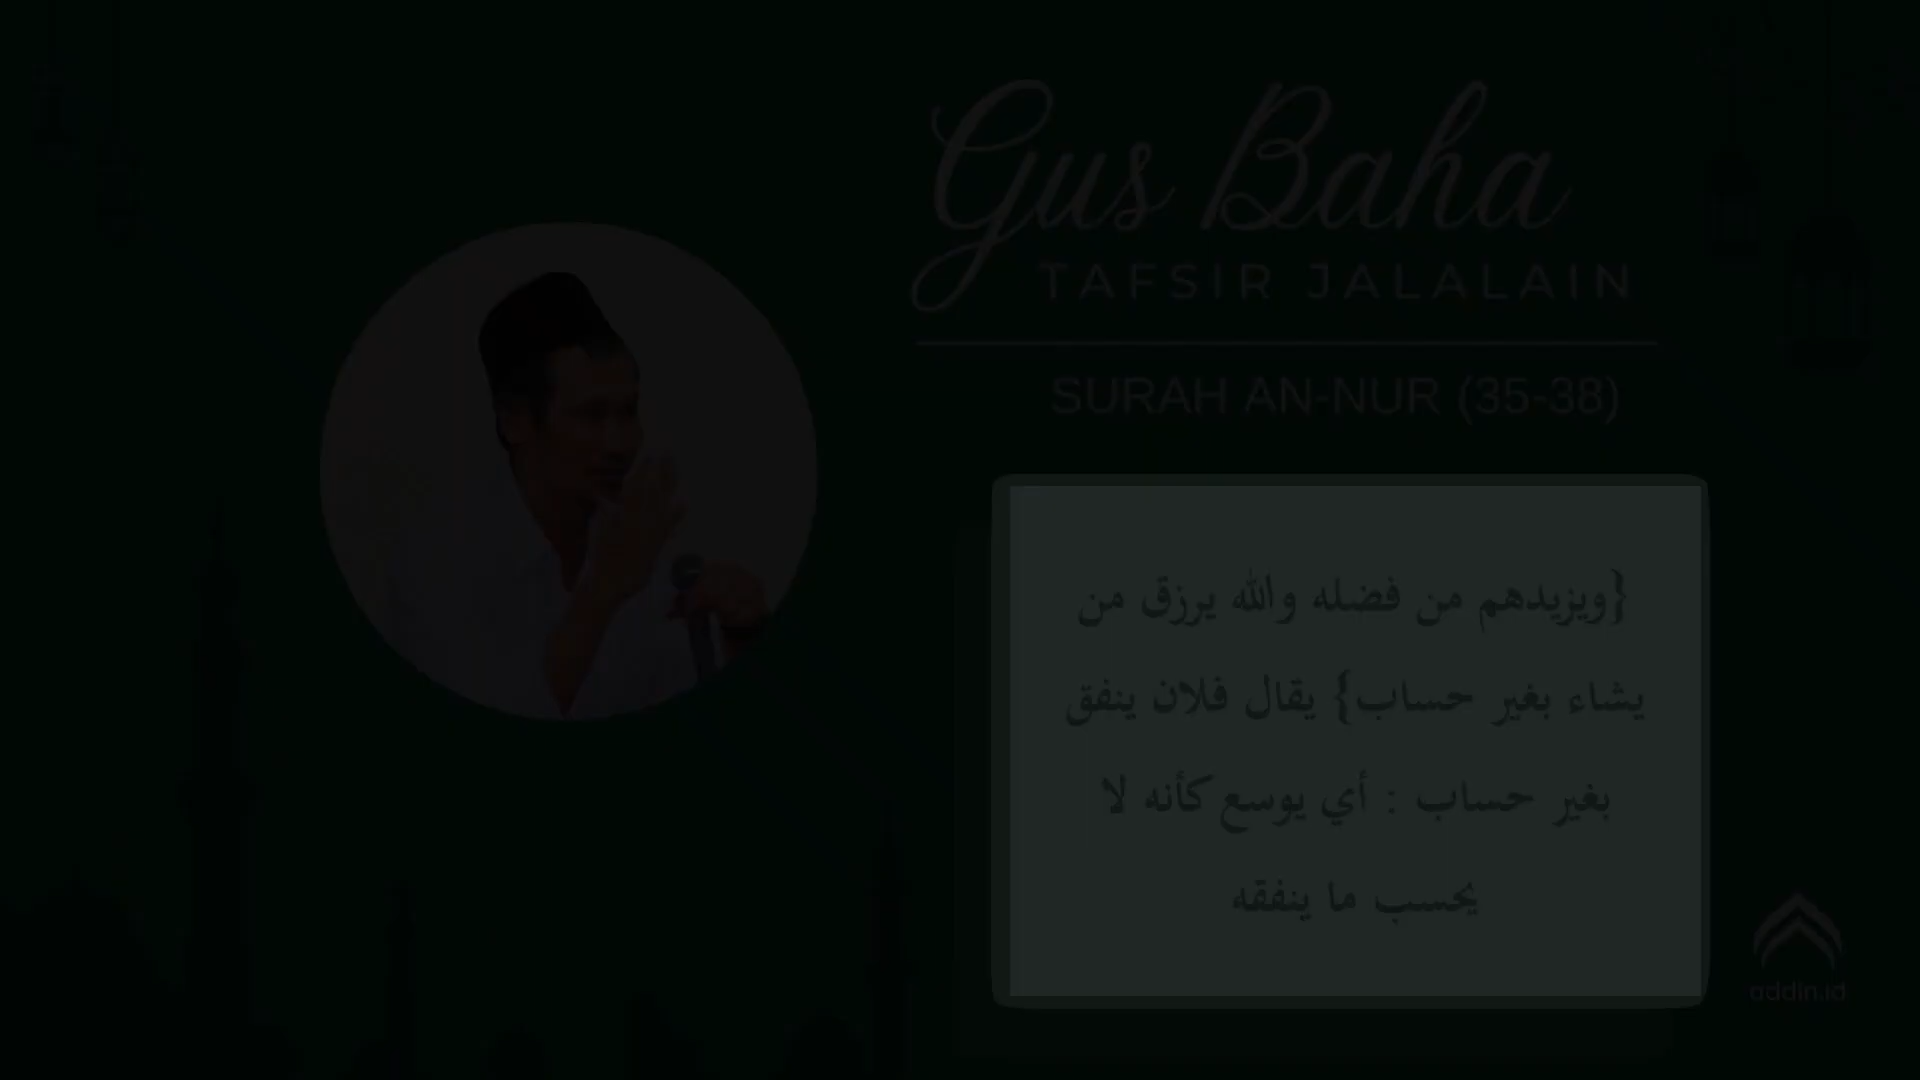 Gus Baha
TAFSIR JALALAIN
SURAH AN-NUR (35-38)
{ويزيدهم من فضله والله يرزق من
يشاء بغير حساب} يقال فلان ينفق
بغير حساب : أي يوسع كأنه لا
يحسب ما ينفقه
addin.id